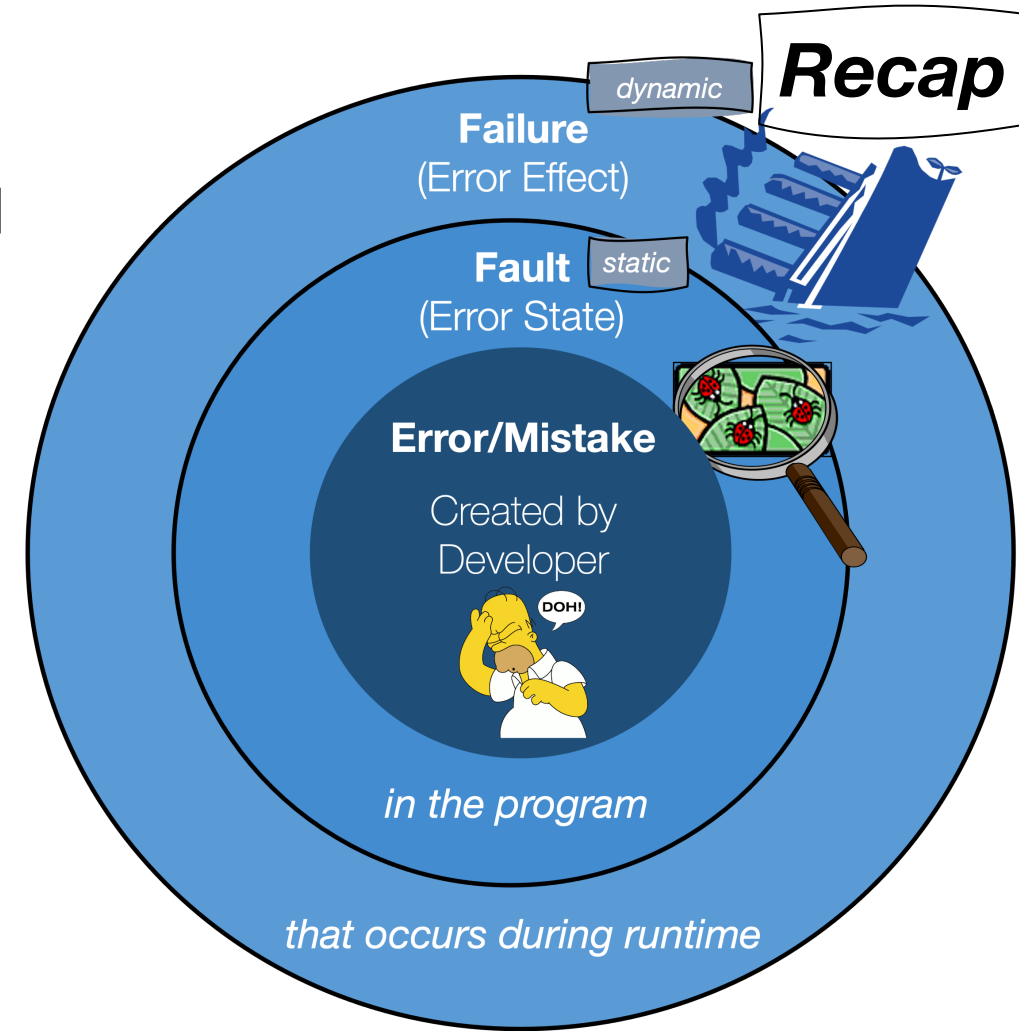 Recap
dynamic
Failure
(Error Effect)
Fault
static
(Error State)
Error/Mistake
Created by
Developer
DOH!
in the program
that occurs during runtime